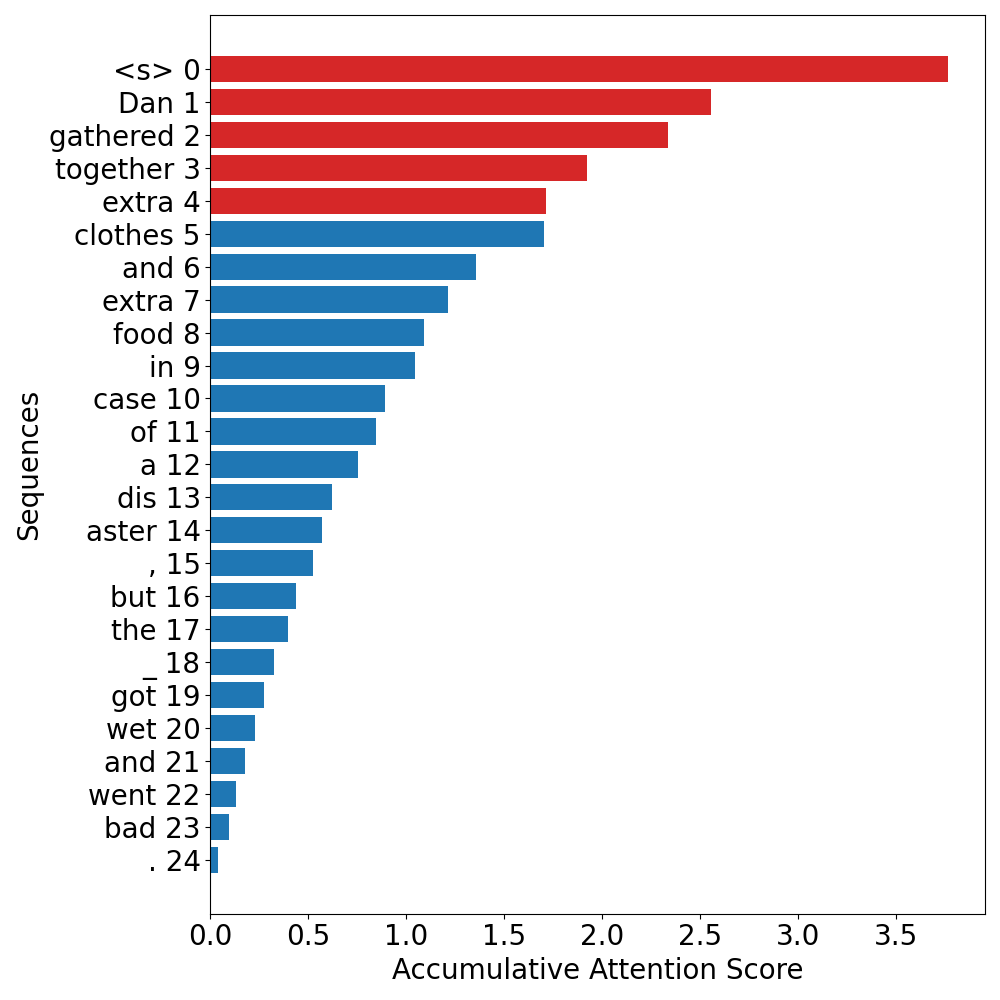 <s> 0
Dan 1
gathered 2
together 3
extra 4
clothes 5
and 6
extra 7
food 8
in 9
case 10
of 11
a 12
dis 13
aster 14
, 15
but 16
the 17
_ 18
got 19
wet 20
and 21
went 22
bad 23
. 24
Sequences
0.0 0.5 1.0 1.5 2.0 2.5 3.0 3.5
Accumulative Attention Score